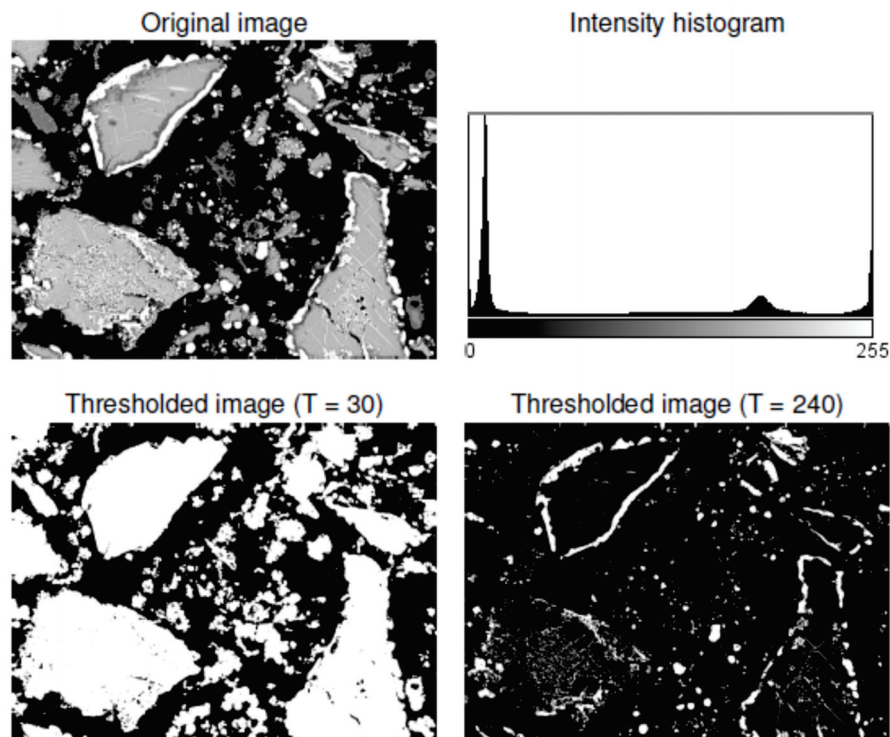 Original image
Intensity histogram
0
255
Thresholded image (T = 30)
Thresholded image (T = 240)